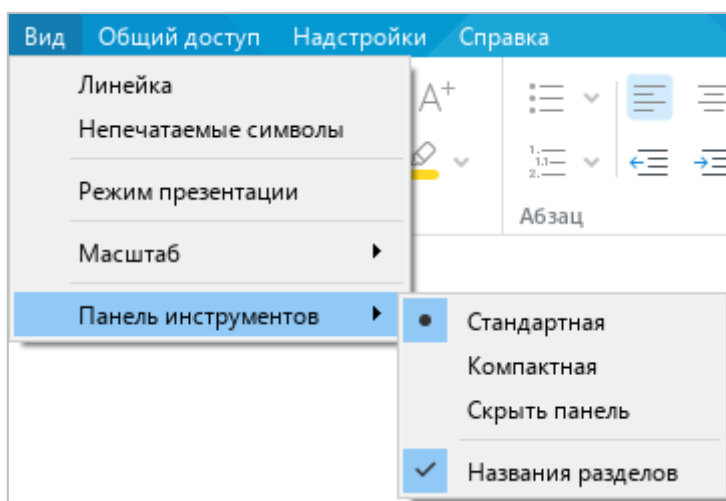 Вид Общий доступ Надстройки Справка
Линейка
Непечатаемые символы
Режим презентации
Масштаб
Панель инструментов
Абзац
Стандартная
Компактная
Скрыть панель
Названия разделов